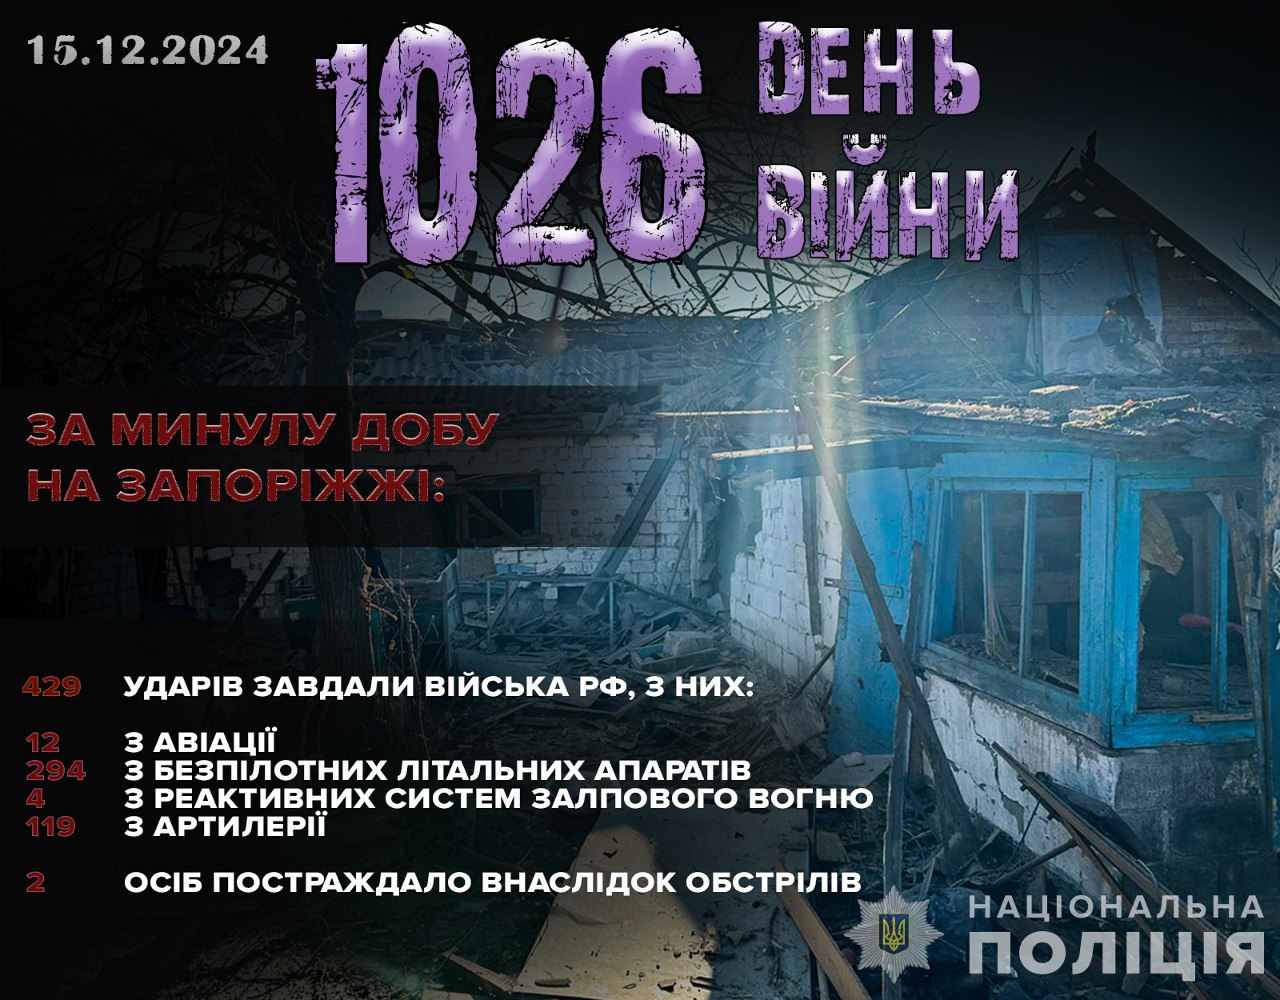 15.12.2024
1026
ДЕНЬ
ВІЙНИ
ЗА МИНУЛУ ДОБУ
НА ЗАПОРІЖЖІ:
429 УДАРІВ ЗАВДАЛИ ВІЙСЬКА РФ, З НИХ:
12 З АВІАЦІЇ
294 З БЕЗПІЛОТНИХ ЛІТАЛЬНИХ АПАРАТІВ
4 З РЕАКТИВНИХ СИСТЕМ ЗАЛПОВОГО ВОГНЮ
119 З АРТИЛЕРІЇ
2 ОСІБ ПОСТРАЖДАЛО ВНАСЛІДОК ОБСТРІЛІВ
НАЦІОНАЛЬНА
ПОЛІЦІЯ